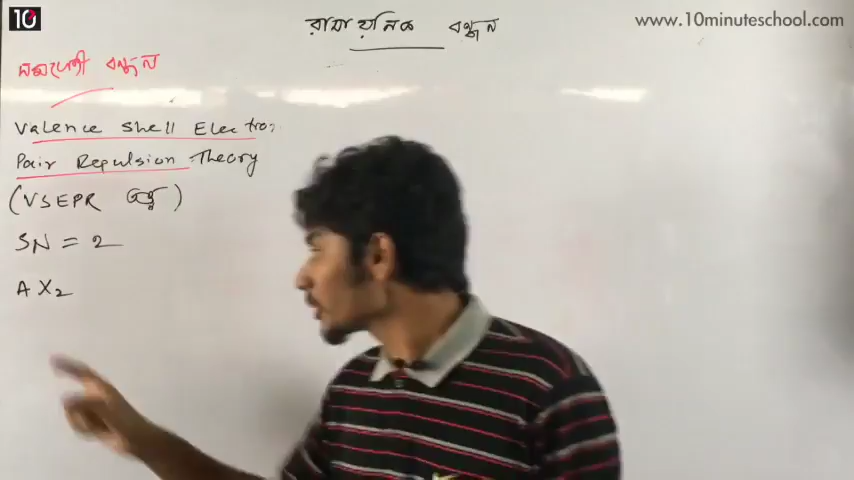 10
www.10minuteschool.com
রাসায়নিক বন্ধন
সমযোজী বন্ধন
Valence Shell Electron
Pair Repulsion Theory
(VSEPR তত্ত্ব)
SN = 2
AX₂